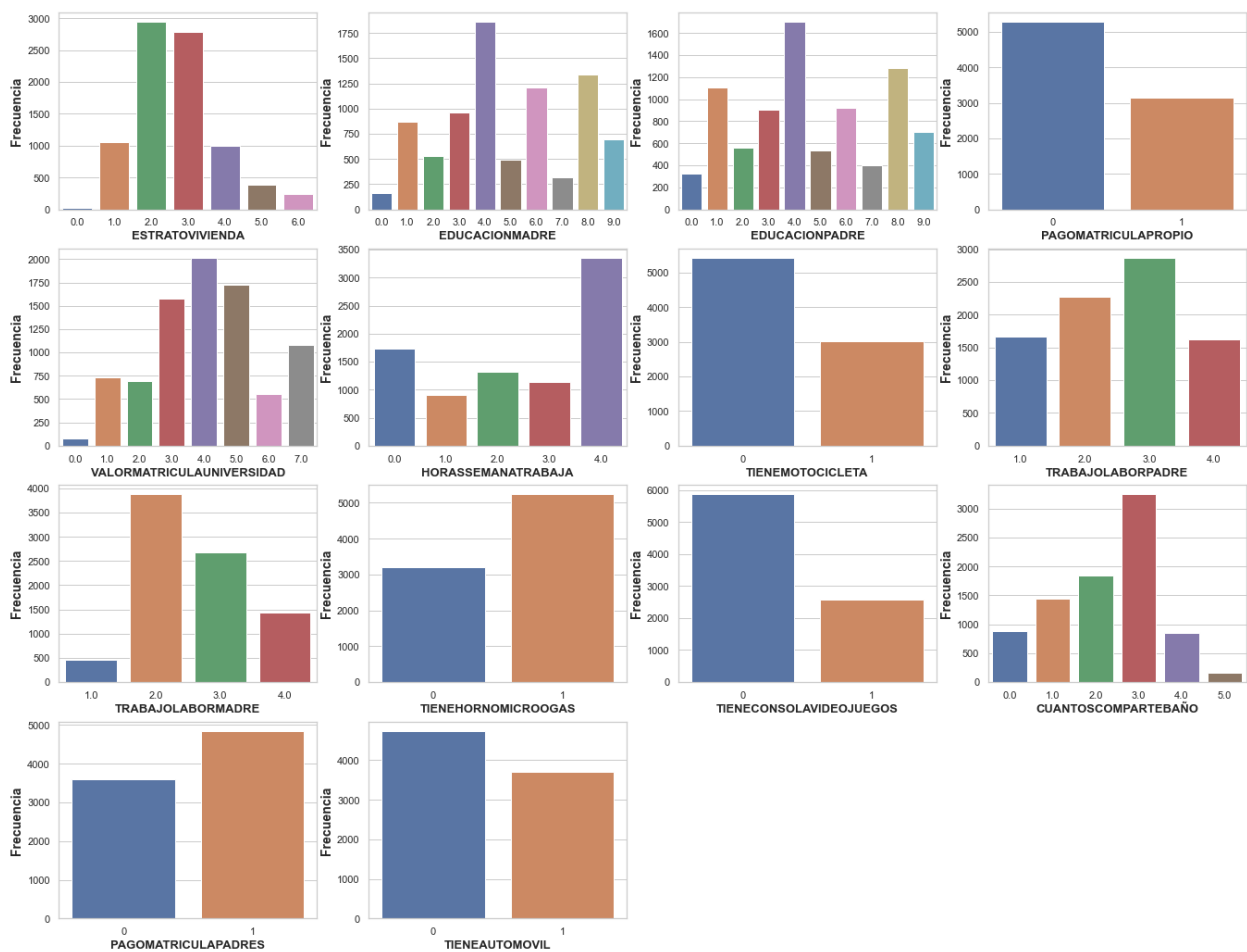 Frecuencia
3000
2500
2000
1500
1000
500
0
0.0 1.0 2.0 3.0 4.0 5.0 6.0
ESTRATOVIVIENDA
Frecuencia
1750
1500
1250
1000
750
500
250
0
0.0 1.0 2.0 3.0 4.0 5.0 6.0 7.0 8.0 9.0
EDUCACIONMADRE
Frecuencia
1600
1400
1200
1000
800
600
400
200
0
0.0 1.0 2.0 3.0 4.0 5.0 6.0 7.0 8.0 9.0
EDUCACIONPADRE
Frecuencia
5000
4000
3000
2000
1000
0
0 1
PAGOMATRICULAPROPIO
Frecuencia
2000
1750
1500
1250
1000
750
500
250
0
0.0 1.0 2.0 3.0 4.0 5.0 6.0 7.0
VALORMATRICULAUNIVERSIDAD
Frecuencia
3500
3000
2500
2000
1500
1000
500
0
0.0 1.0 2.0 3.0 4.0
HORASSEMANATRABAJA
Frecuencia
5000
4000
3000
2000
1000
0
0 1
TIENEMOTOCICLETA
Frecuencia
3000
2500
2000
1500
1000
500
0
1.0 2.0 3.0 4.0
TRABAJOLABORPADRE
Frecuencia
4000
3500
3000
2500
2000
1500
1000
500
0
1.0 2.0 3.0 4.0
TRABAJOLABORMADRE
Frecuencia
5000
4000
3000
2000
1000
0
0 1
TIENEHORNOMICROOGAS
Frecuencia
6000
5000
4000
3000
2000
1000
0
0 1
TIENECONSOLAVIDEOJUEGOS
Frecuencia
3000
2500
2000
1500
1000
500
0
0.0 1.0 2.0 3.0 4.0 5.0
CUANTOSCOMPARTEBAÑO
Frecuencia
5000
4000
3000
2000
1000
0
0 1
PAGOMATRICULAPADRES
Frecuencia
4000
3000
2000
1000
0
0 1
TIENEAUTOMOVIL